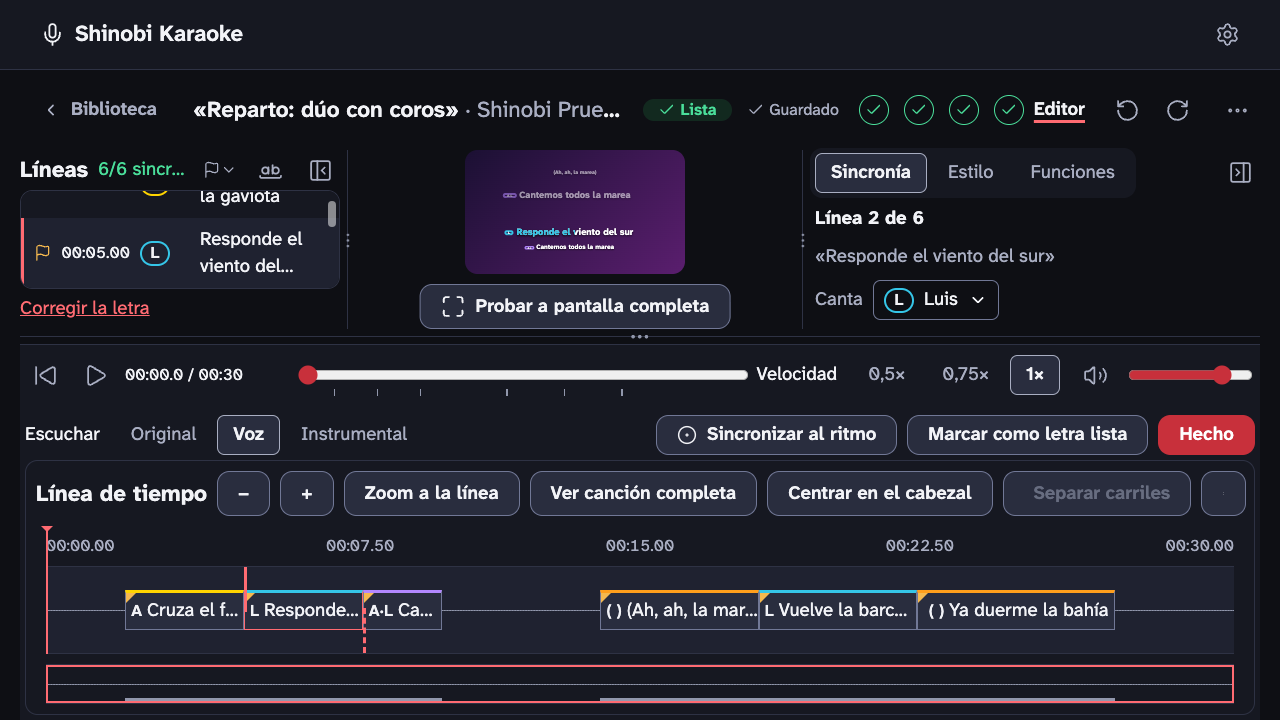 Shinobi Karaoke
Biblioteca
«Reparto: dúo con coros» · Shinobi Prue...
Lista
Guardado
Editor
Líneas 6/6 sincr...
ab
la gaviota
00:05.00 L Responde el
viento del...
Corregir la letra
(Ah, ah, la marea)
Cantemos todos la marea
Responde el viento del sur
Cantemos todos la marea
Probar a pantalla completa
Sincronía Estilo Funciones
Línea 2 de 6
«Responde el viento del sur»
Canta L Luis
00:00.0 / 00:30
Velocidad 0,5× 0,75× 1×
Escuchar Original Voz Instrumental
Sincronizar al ritmo Marcar como letra lista Hecho
Línea de tiempo − + Zoom a la línea Ver canción completa Centrar en el cabezal Separar carriles
00:00.00 00:07.50 00:15.00 00:22.50 00:30.00
A Cruza el f... L Responde... A·L Ca... ( ) (Ah, ah, la mar... L Vuelve la barc... ( ) Ya duerme la bahía